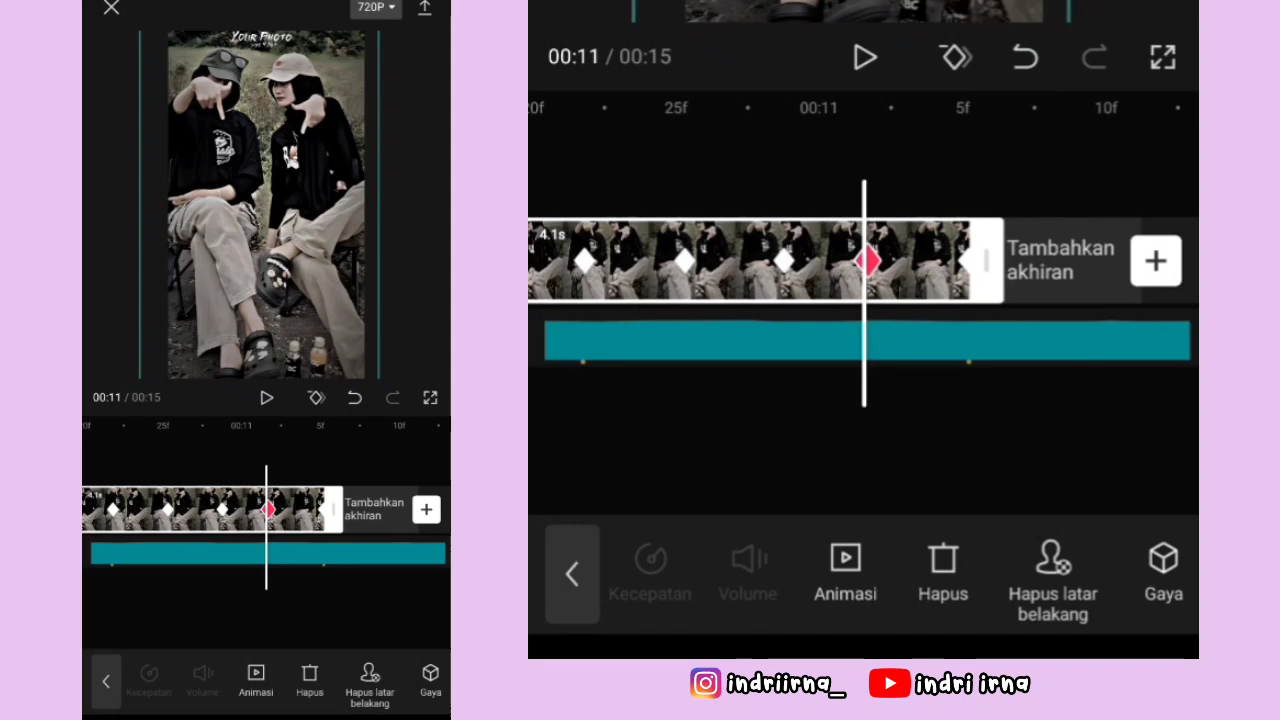 720P
YOUR PHOTO
00:11 / 00:15
0f 25f 00:11 5f 10f
4.1s
Tambahkan
akhiran
Kecepatan Volume Animasi Hapus Hapus latar
belakang Gaya
00:11 / 00:15
20f 25f 00:11 5f 10f
4.1s
Tambahkan
akhiran
Kecepatan Volume Animasi Hapus Hapus latar
belakang Gaya
indriirna_ indri irna